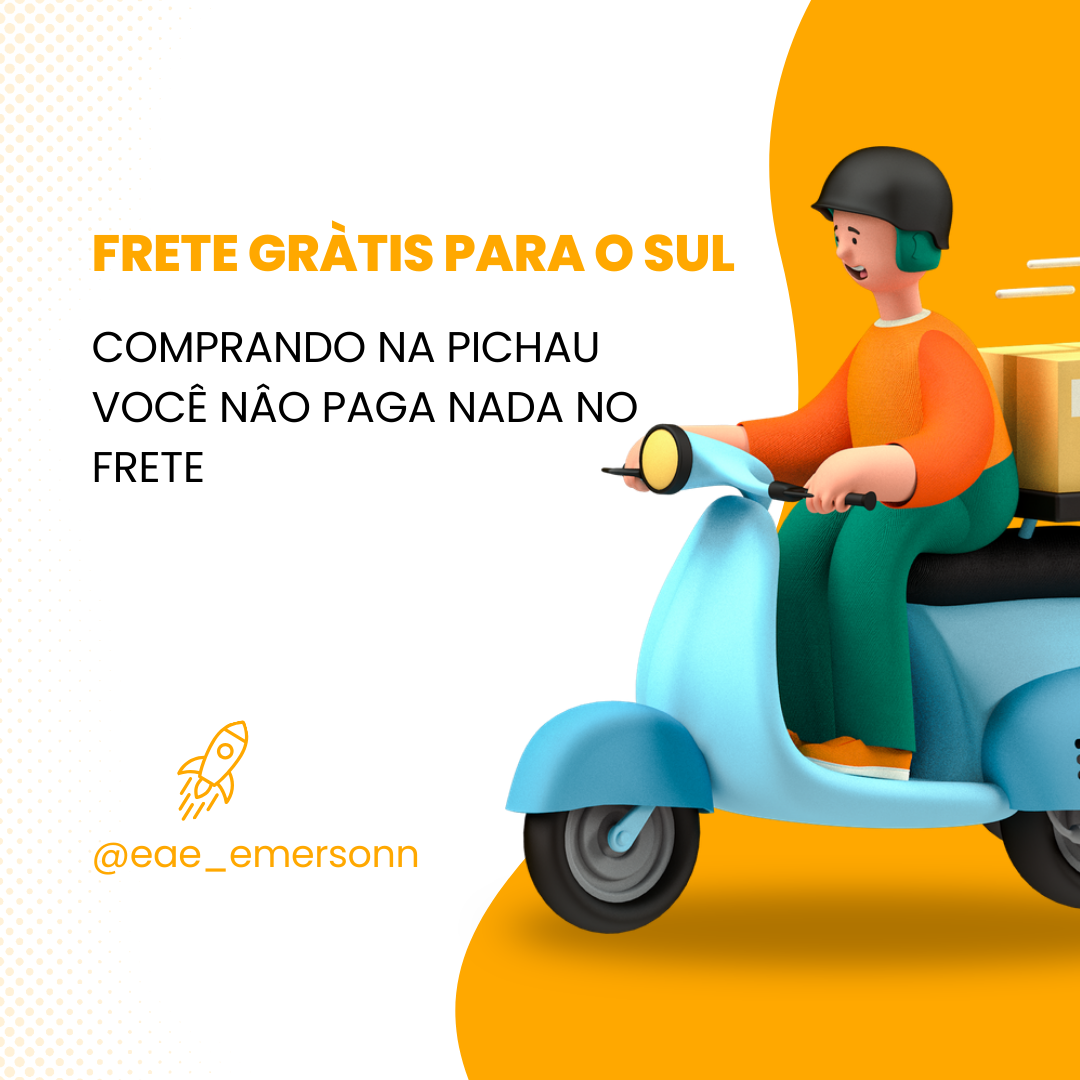 FRETE GRÀTIS PARA O SUL
COMPRANDO NA PICHAU
VOCÊ NÂO PAGA NADA NO
FRETE
@eae_emersonn